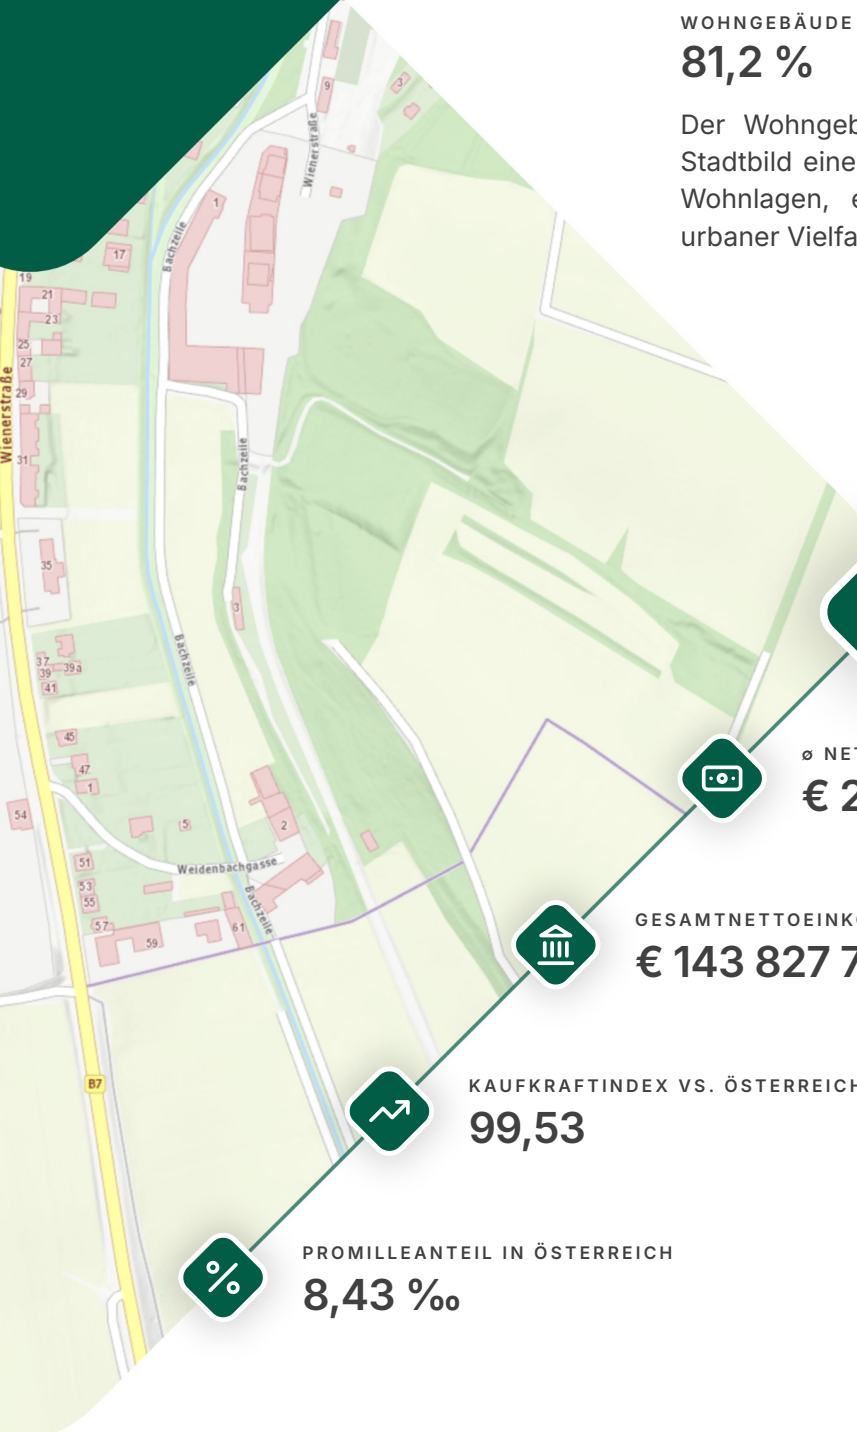 WOHNGEBÄUDE
81,2 %
Der Wohngeb
Stadtbild eine
Wohnlagen, e
urbaner Vielfa
9
3
Wienerstraße
1
Bachzeile
17
19
21
23
25
27
29
Wienerstraße
31
Bachzeile
35
3
37
39
39a
41
Bachzeile
45
47
1
54
5
2
51
Weidenbachgasse
53
55
Bachzeile
57
59
61
B7
ø NET
€ 2
GESAMTNETTOEINKO
€ 143 827 7
KAUFKRAFTINDEX VS. ÖSTERREICH
99,53
PROMILLEANTEIL IN ÖSTERREICH
8,43 ‰